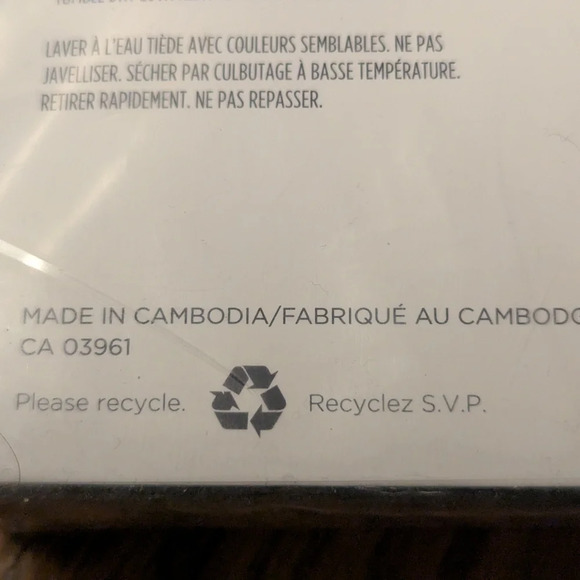 LAVER À L'EAU TIÈDE AVEC COULEURS SEMBLABLES. NE PAS
JAVELLISER. SÉCHER PAR CULBUTAGE À BASSE TEMPÉRATURE.
RETIRER RAPIDEMENT. NE PAS REPASSER.
MADE IN CAMBODIA/FABRIQUÉ AU CAMBODG
CA 03961
Please recycle. Recyclez S.V.P.